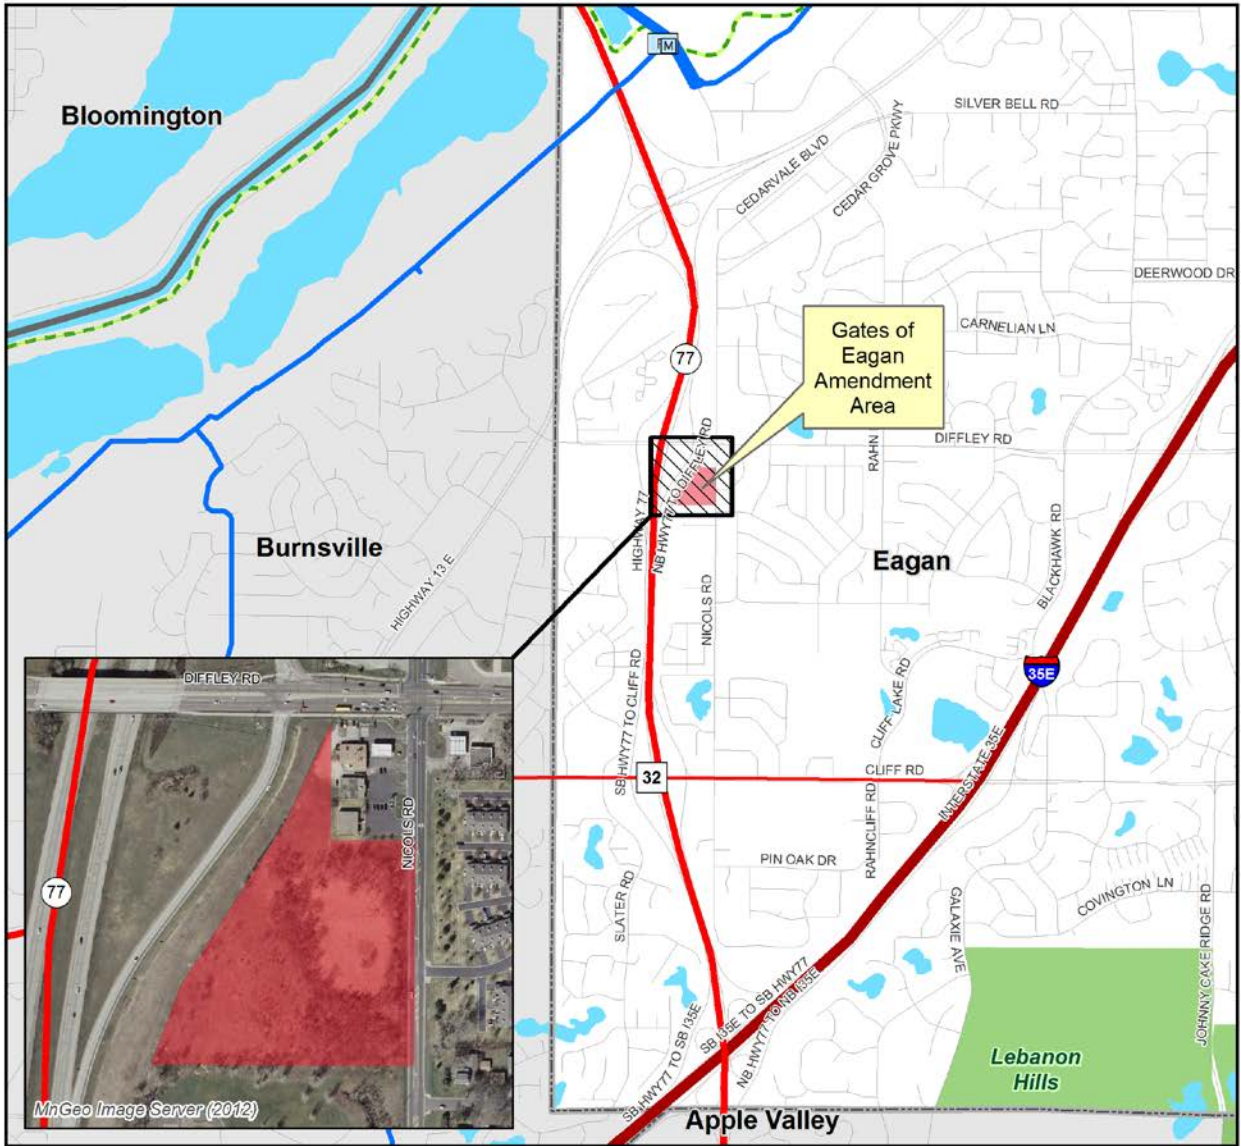 Bloomington
M
SILVER BELL RD
CEDARVALE BLVD
CEDAR GROVE PKWY
DEERWOOD DR
CARNELIAN LN
77
Gates of
Eagan
Amendment
Area
RAHN
DIFFLEY RD
HIGHWAY 77
NB HWY77 TO DIFFLEY RD
Burnsville
HIGHWAY 13 E
Eagan
BLACKHAWK RD
NICOLS RD
SB HWY77 TO CLIFF RD
CLIFF LAKE RD
35E
INTERSTATE 35E
32
CLIFF RD
RAHNCLIFF RD
PIN OAK DR
SLATER RD
GALAXIE AVE
COVINGTON LN
JOHNNY CAKE RIDGE RD
SB I35E TO SB HWY77
SB HWY77 TO SB I35E
NB HWY77 TO NB I35E
Lebanon
Hills
Apple Valley
DIFFLEY RD
NICOLS RD
77
MnGeo Image Server (2012)